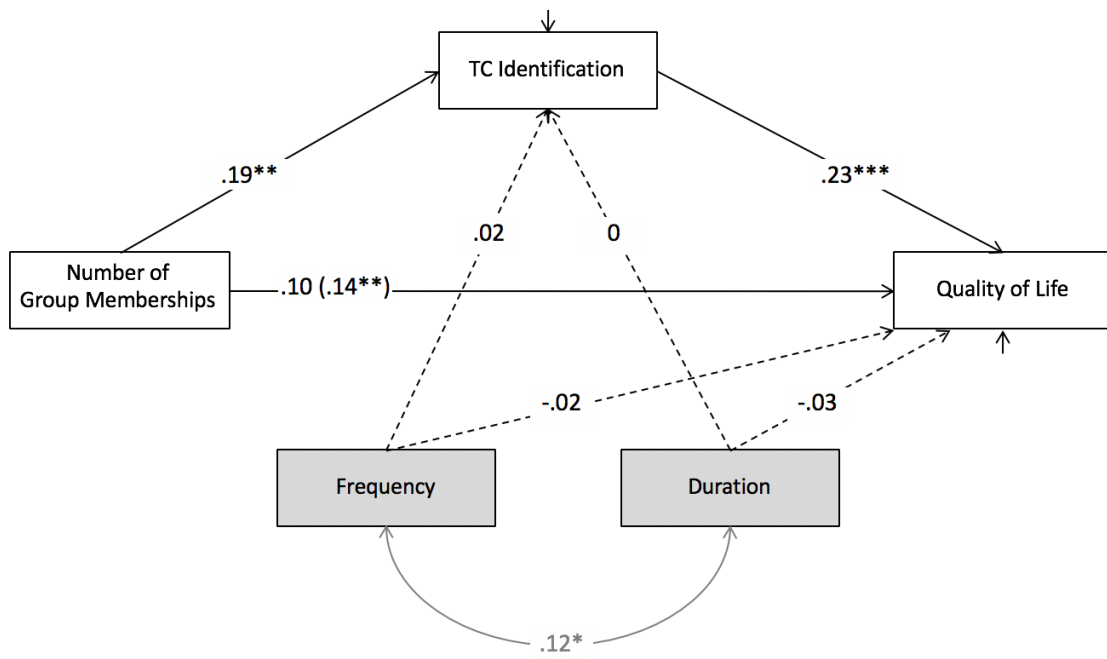 TC Identification
.19**
.23***
.02
0
Number of
Group Memberships
.10 (.14**)
Quality of Life
-.02
-.03
Frequency
Duration
.12*